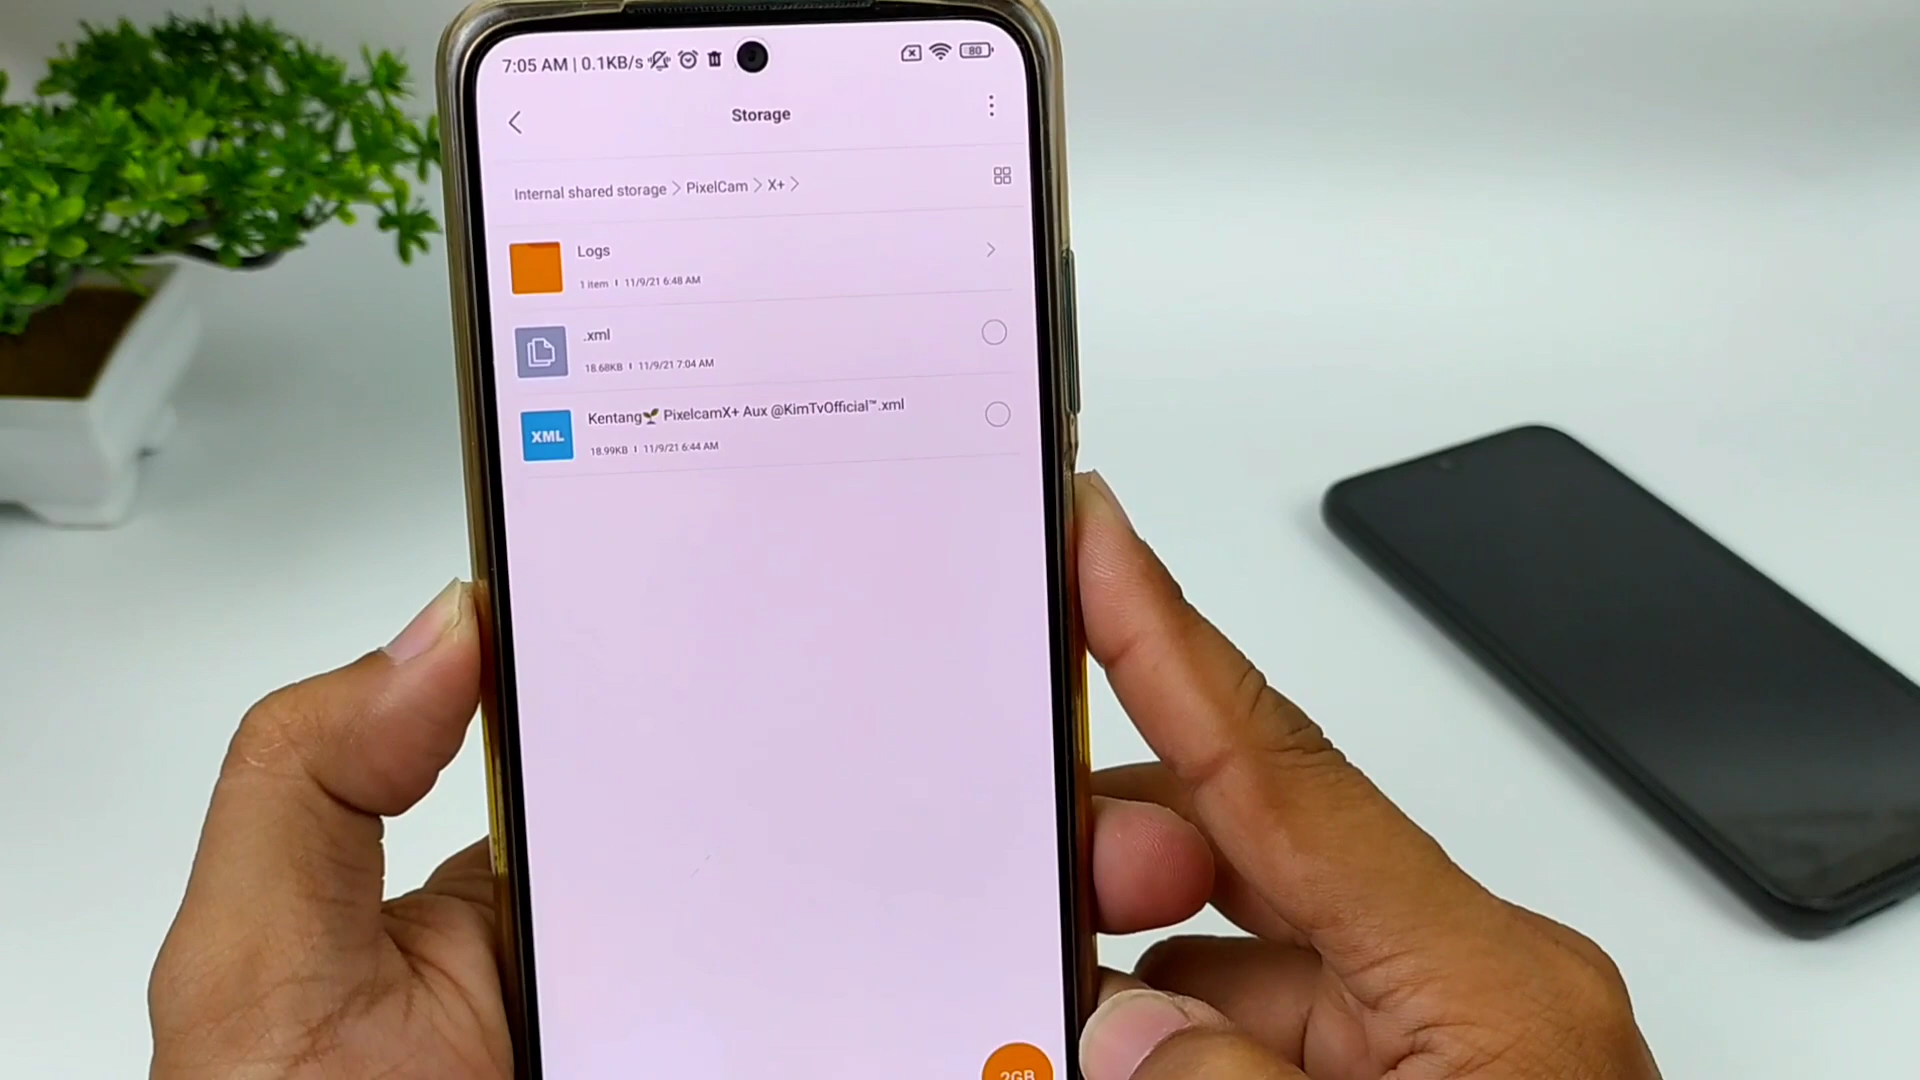 7:05 AM | 0.1KB/s
80
Storage
Internal shared storage > PixelCam > X+ >
Logs
1 item | 11/9/21 6:48 AM
.xml
18.68KB | 11/9/21 7:04 AM
XML
Kentang🌱 PixelcamX+ Aux @KimTvOfficial™.xml
18.99KB | 11/9/21 6:44 AM
2GB